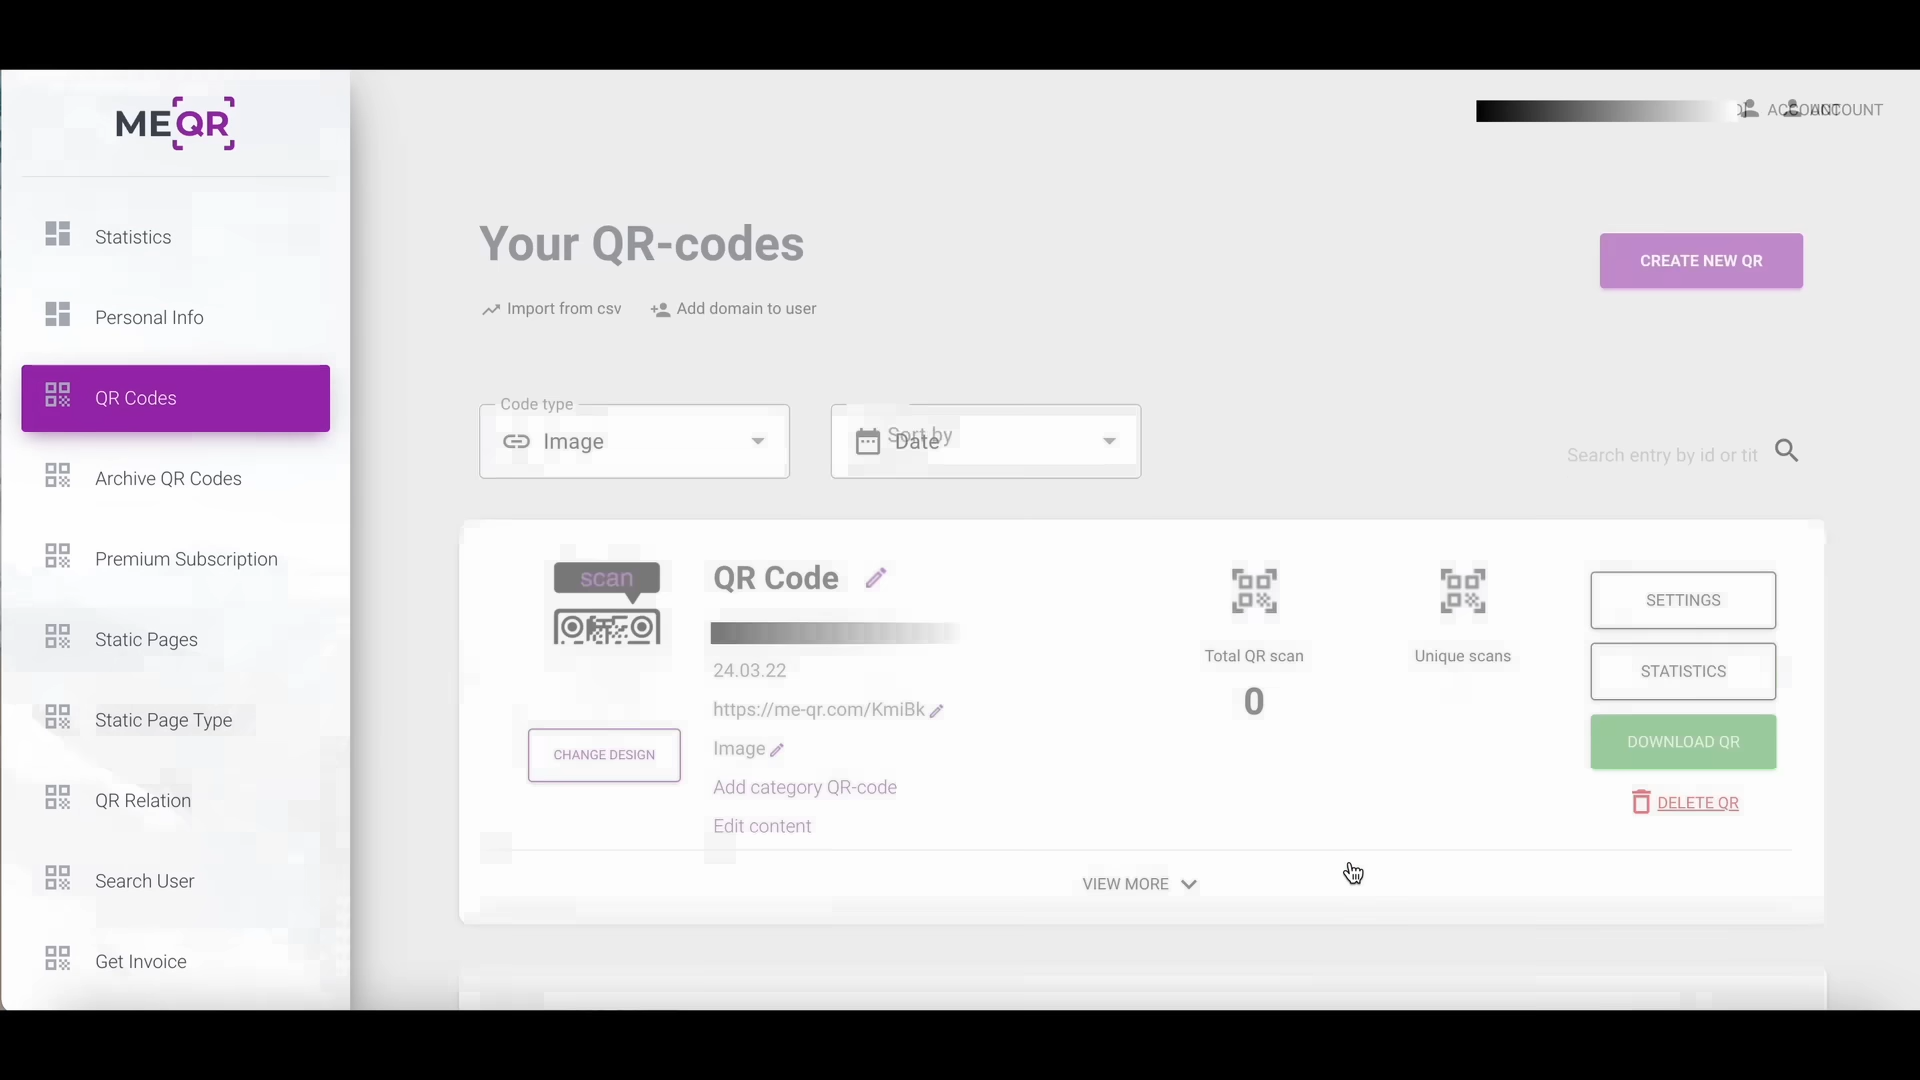 MEQR
ACCOUNT
Statistics
Personal Info
QR Codes
Archive QR Codes
Premium Subscription
Static Pages
Static Page Type
QR Relation
Search User
Get Invoice
Your QR-codes
CREATE NEW QR
Import from csv
Add domain to user
Code type
Image
Sort by
Date
Search entry by id or tit
scan
CHANGE DESIGN
QR Code
24.03.22
https://me-qr.com/KmiBk
Image
Add category QR-code
Edit content
Total QR scan
0
Unique scans
SETTINGS
STATISTICS
DOWNLOAD QR
DELETE QR
VIEW MORE